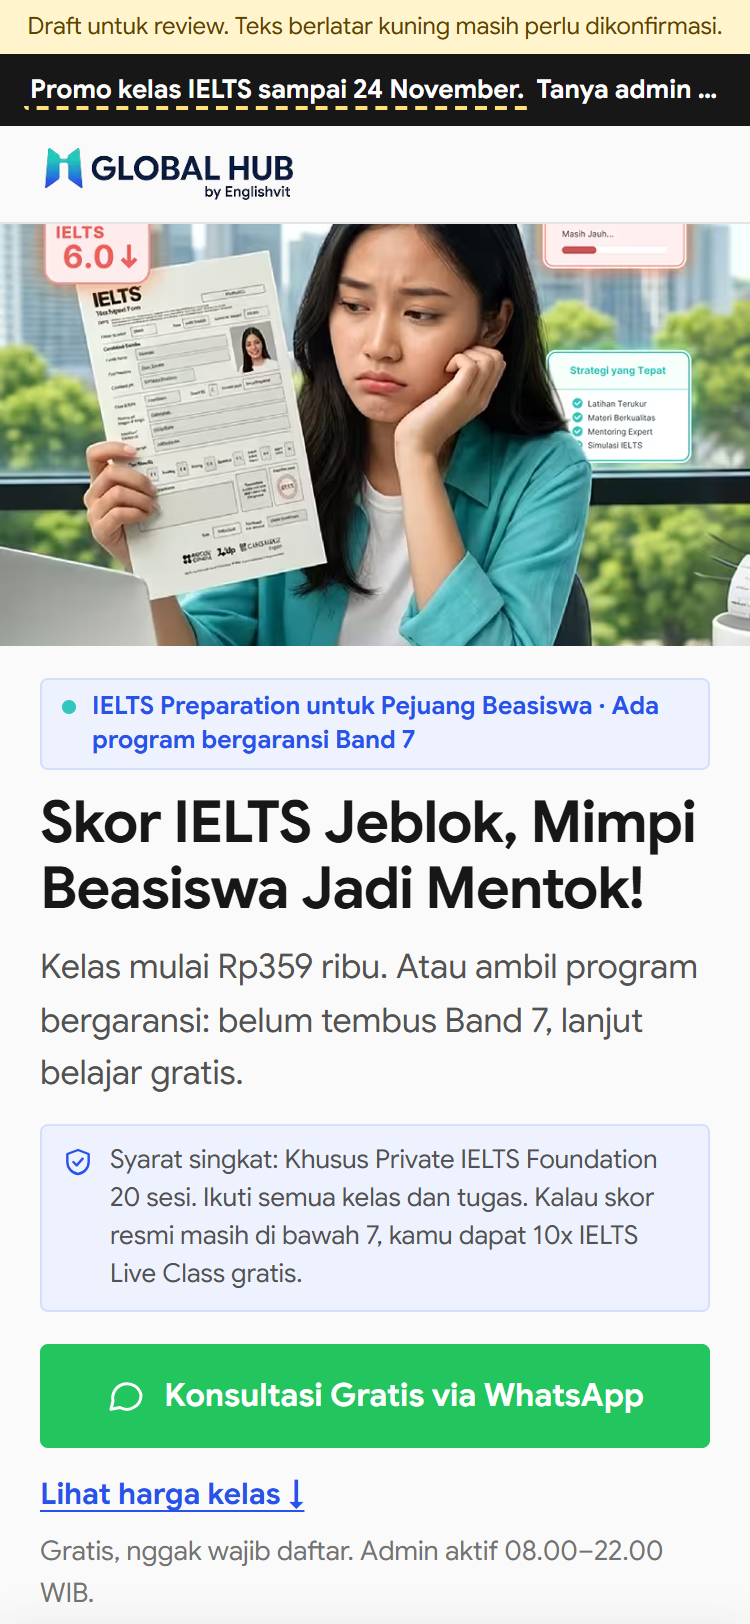 Draft untuk review. Teks berlatar kuning masih perlu dikonfirmasi.
Promo kelas IELTS sampai 24 November. Tanya admin ...
GLOBAL HUB
by Englishvit
IELTS
6.0↓
Masih Jauh...
IELTS
Strategi yang Tepat
Latihan Terukur
Materi Berkualitas
Mentoring Expert
Simulasi IELTS
IELTS Preparation untuk Pejuang Beasiswa · Ada
program bergaransi Band 7
Skor IELTS Jeblok, Mimpi
Beasiswa Jadi Mentok!
Kelas mulai Rp359 ribu. Atau ambil program
bergaransi: belum tembus Band 7, lanjut
belajar gratis.
Syarat singkat: Khusus Private IELTS Foundation
20 sesi. Ikuti semua kelas dan tugas. Kalau skor
resmi masih di bawah 7, kamu dapat 10x IELTS
Live Class gratis.
Konsultasi Gratis via WhatsApp
Lihat harga kelas ↓
Gratis, nggak wajib daftar. Admin aktif 08.00–22.00
WIB.